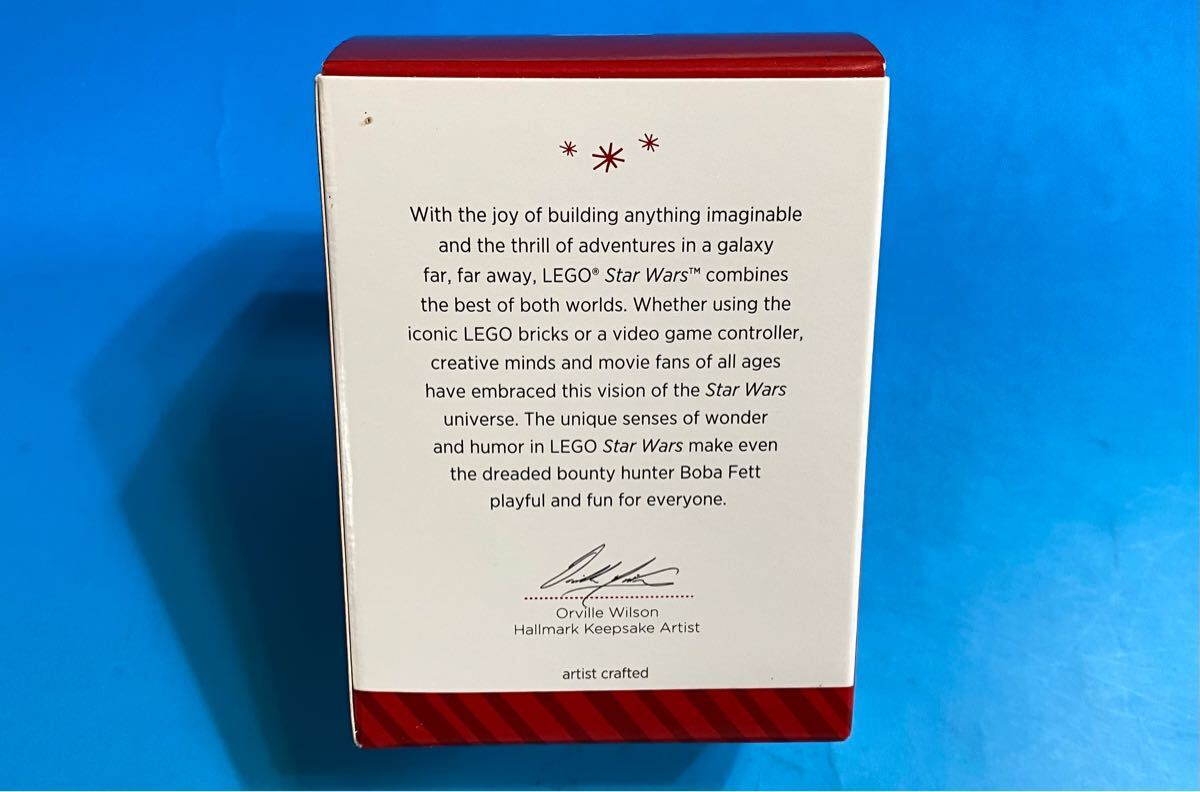 With the joy of building anything imaginable
and the thrill of adventures in a galaxy
far, far away, LEGO® Star Wars™ combines
the best of both worlds. Whether using the
iconic LEGO bricks or a video game controller,
creative minds and movie fans of all ages
have embraced this vision of the Star Wars
universe. The unique senses of wonder
and humor in LEGO Star Wars make even
the dreaded bounty hunter Boba Fett
playful and fun for everyone.
Orville Wilson
Hallmark Keepsake Artist
artist crafted